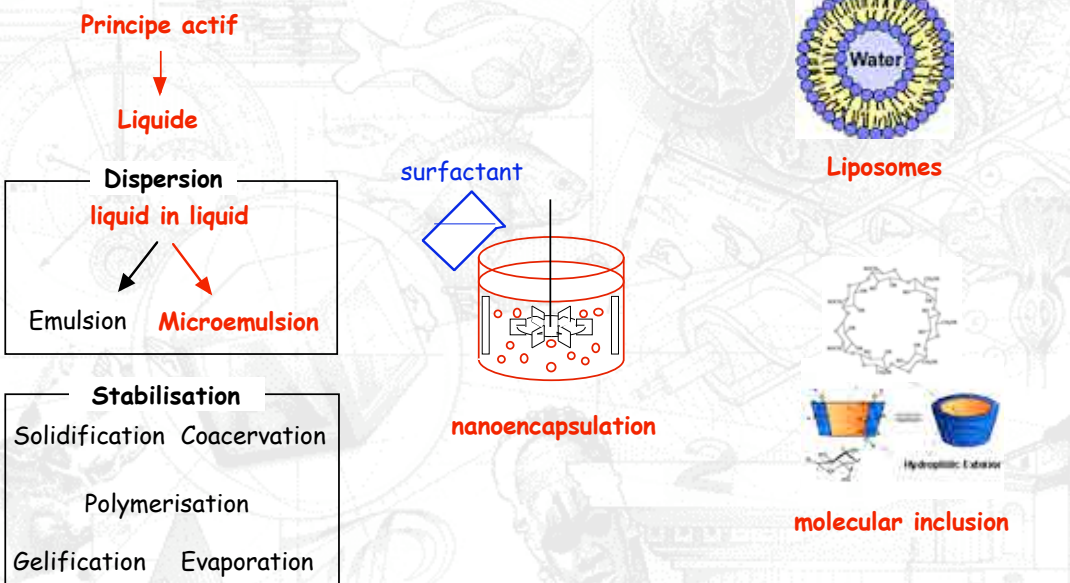 Principe actif
Liquide
Dispersion
liquid in liquid
Emulsion Microemulsion
Stabilisation
Solidification Coacervation
Polymerisation
Gelification Evaporation
surfactant
nanoencapsulation
Water
Liposomes
Hydrophilic Exterior
molecular inclusion